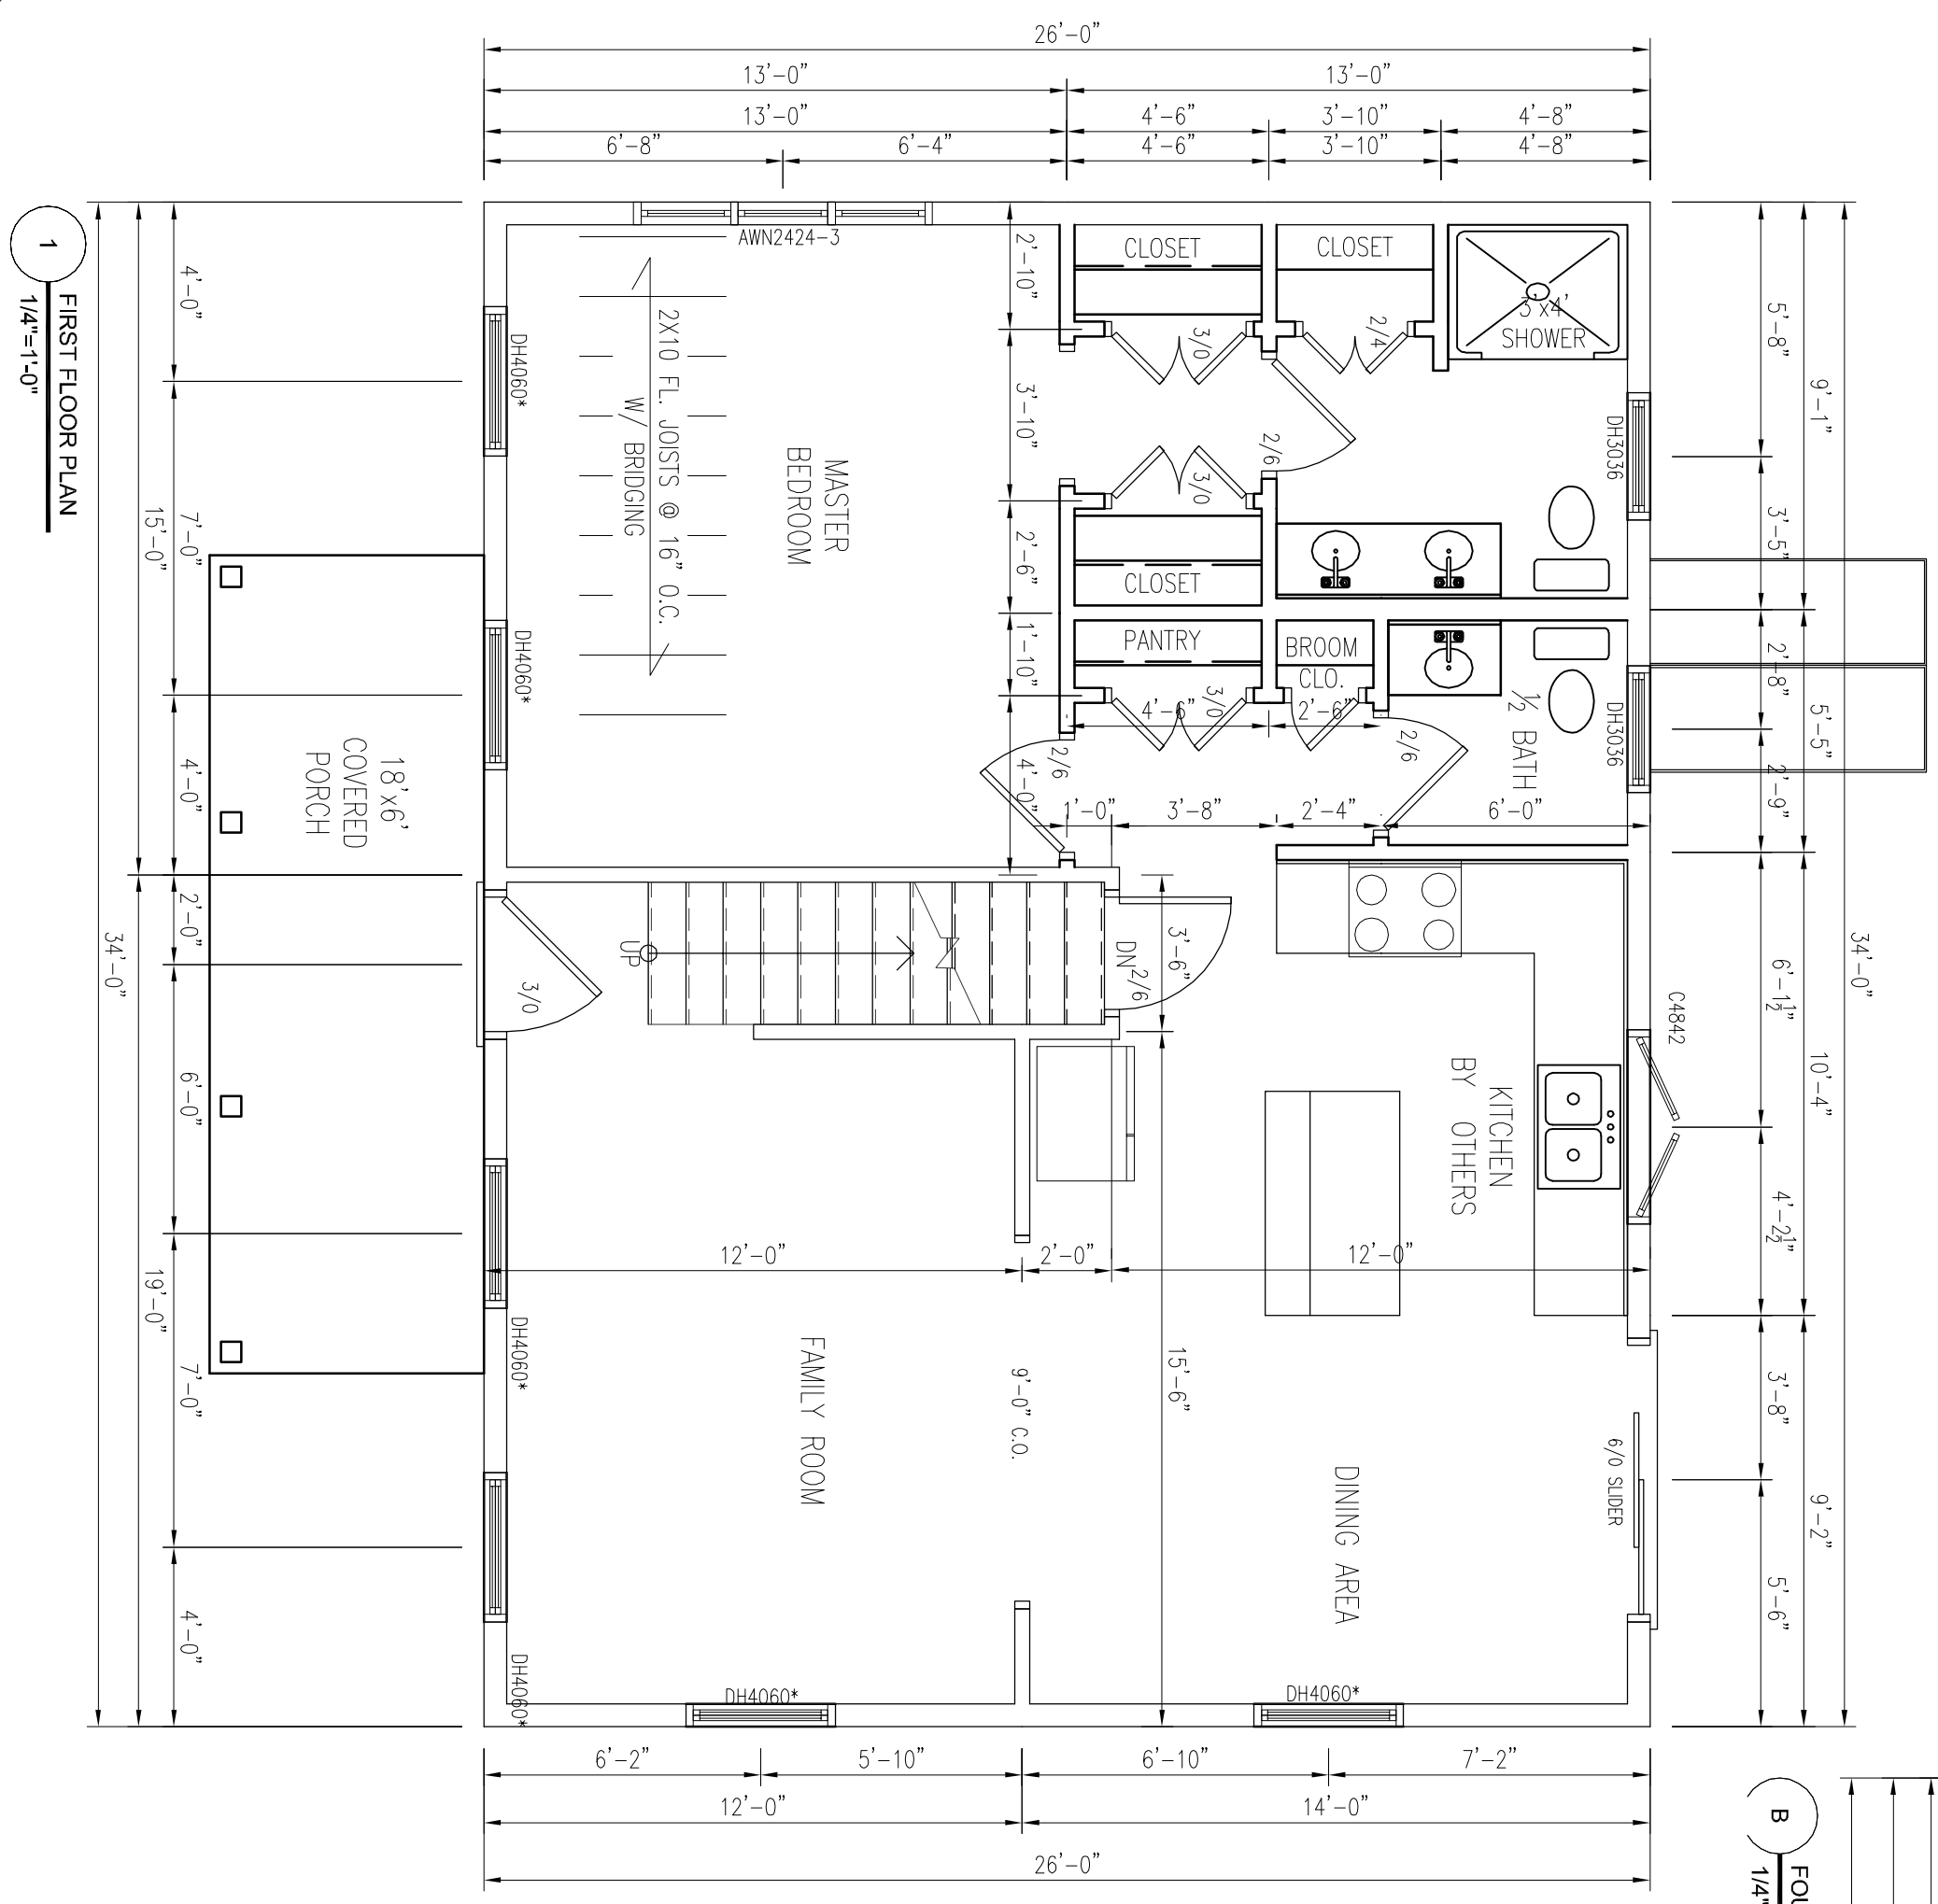 26'-0"
13'-0"
13'-0"
13'-0"
4'-6"
3'-10"
4'-8"
6'-8"
6'-4"
4'-6"
3'-10"
4'-8"
1
FIRST FLOOR PLAN
1/4"=1'-0"
4'-0"
7'-0"
4'-0"
2'-0"
6'-0"
7'-0"
4'-0"
15'-0"
19'-0"
34'-0"
18'x6'
COVERED
PORCH
AWN2424-3
DH4060*
DH4060*
DH4060*
DH4060*
2X10 FL. JOISTS @ 16" O.C.
W/ BRIDGING
MASTER
BEDROOM
2'-10"
3'-10"
2'-6"
1'-10"
4'-0"
CLOSET
CLOSET
3'x4'
SHOWER
3/0
2/4
2/6
3/0
CLOSET
PANTRY
BROOM
CLO.
3/0
4'-6"
2'-6"
2/6
2/6
½ BATH
DH3036
DH3036
1'-0"
3'-8"
2'-4"
6'-0"
UP
DN
2/6
3'-6"
3/0
C4842
KITCHEN
BY OTHERS
12'-0"
2'-0"
12'-0"
15'-6"
9'-0" C.O.
FAMILY ROOM
DINING AREA
6/0 SLIDER
DH4060*
DH4060*
5'-8"
3'-5"
2'-8"
2'-9"
6'-1½"
4'-2½"
3'-8"
5'-6"
9'-1"
5'-5"
10'-4"
9'-2"
34'-0"
6'-2"
5'-10"
6'-10"
7'-2"
12'-0"
14'-0"
26'-0"
B
FOU
1/4"